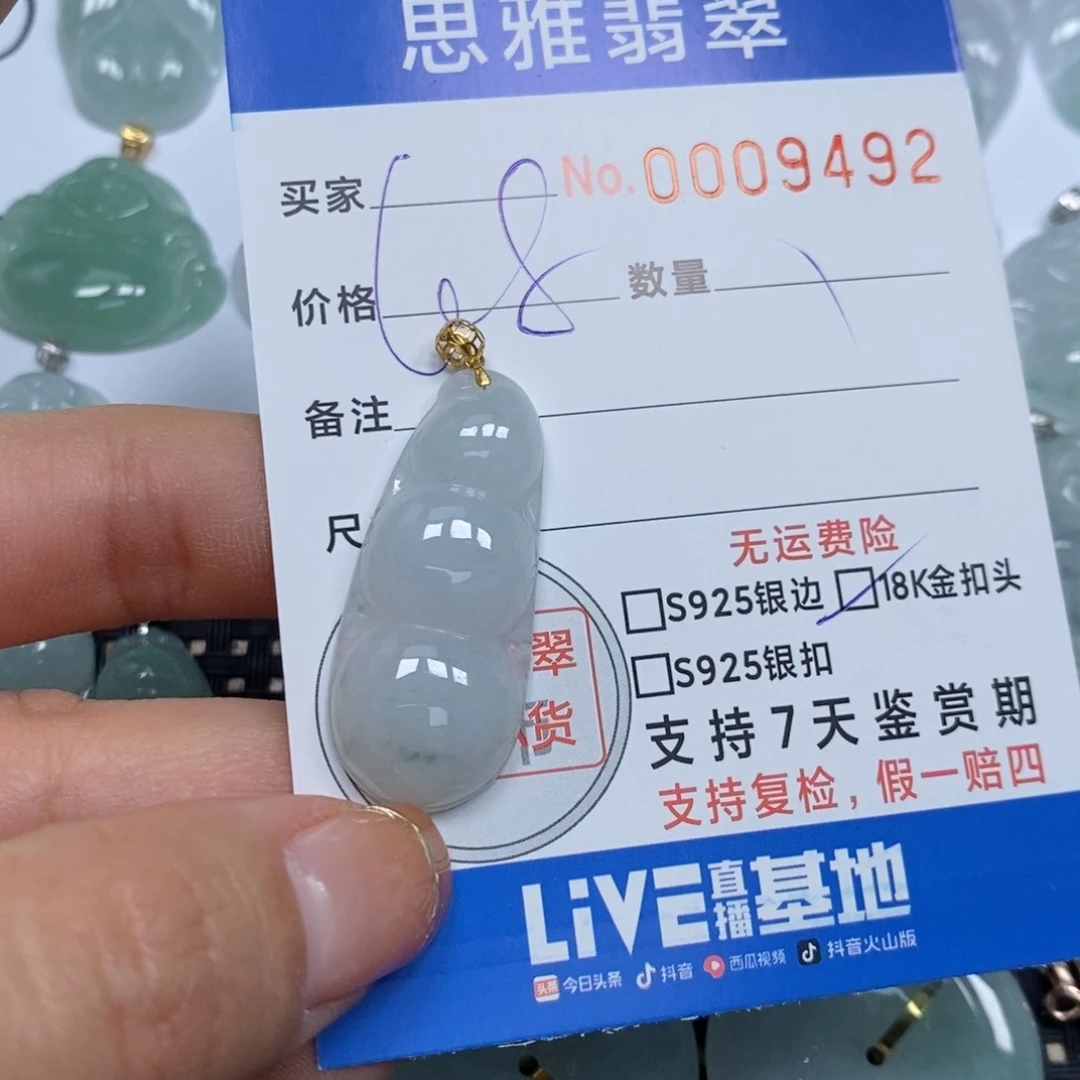 思雅翡翠
买家 No.0009492
价格 68 数量
备注
尺
无运费险
S925银边 18K金扣头
S925银扣
翠
货
支持7天鉴赏期
支持复检，假一赔四
LiVE直播基地
头条 今日头条 抖音 西瓜视频 抖音火山版